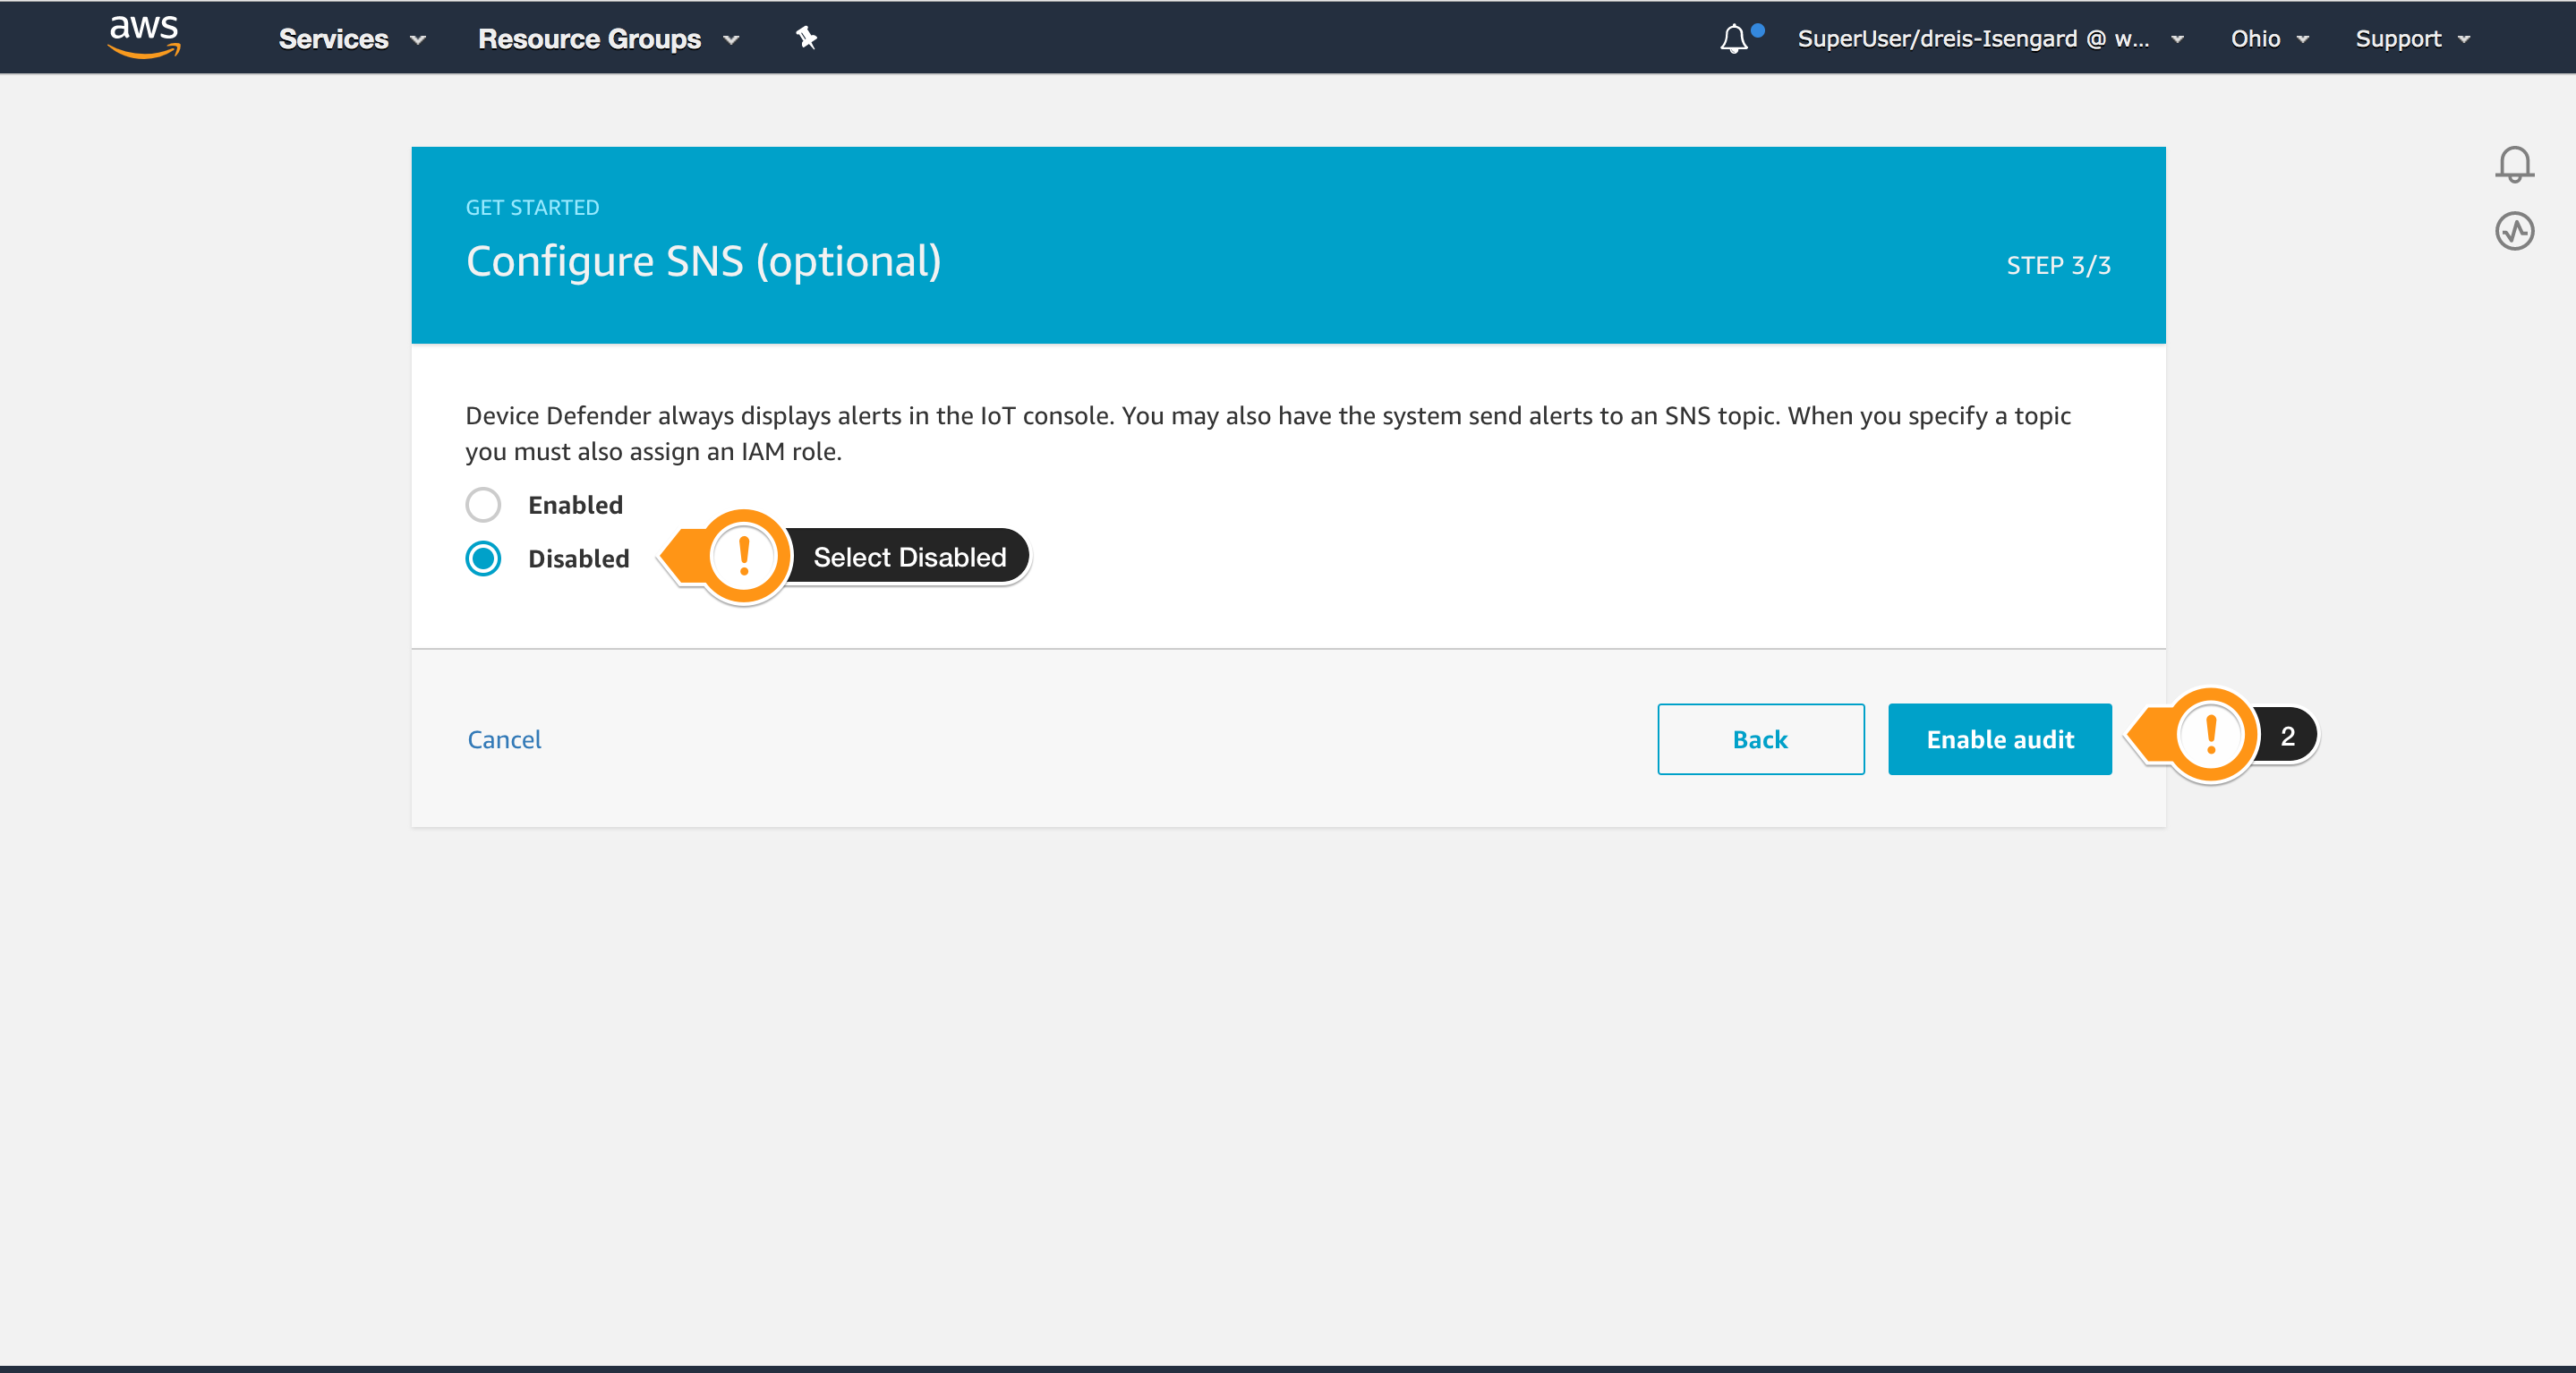 aws
Services
Resource Groups
SuperUser/dreis-Isengard @ w...
Ohio
Support
GET STARTED
Configure SNS (optional)
STEP 3/3
Device Defender always displays alerts in the IoT console. You may also have the system send alerts to an SNS topic. When you specify a topic
you must also assign an IAM role.
Enabled
Disabled
! Select Disabled
Cancel
Back
Enable audit
! 2